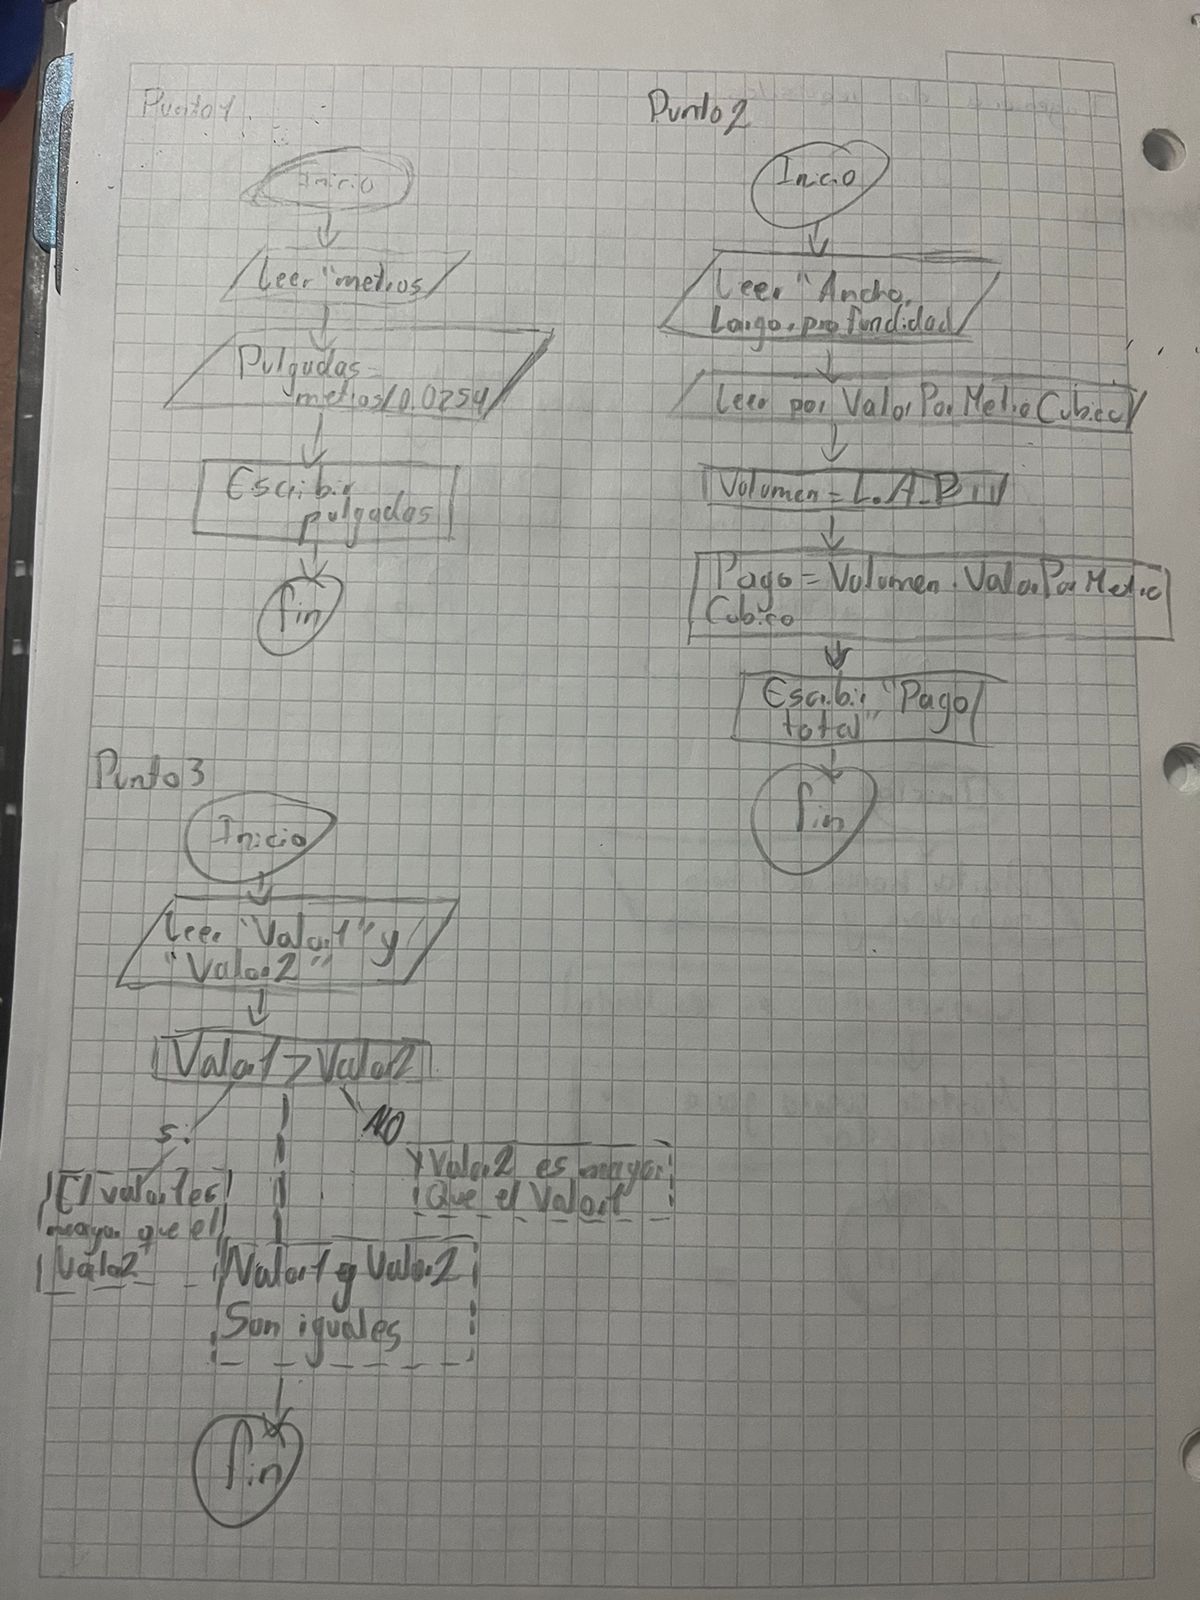 Punto 1
Inicio
Leer "metros
Pulgadas =
metros/0.0254
Escribir
pulgadas
fin
Punto 2
Inicio
Leer "Ancho,
Largo, profundidad
Leer por ValorPorMetroCubico
Volumen = L.A.P
Pago = Volumen . ValorPorMetro
Cubico
Escribir "Pago
total"
fin
Punto 3
Inicio
Leer "Valor1" y
"Valor2"
Valor1 > Valor2
Si
NO
El valor1 es
mayor que el
Valor2
Valor2 es mayor
Que el Valor1
Valor1 y Valor2
Son iguales
fin